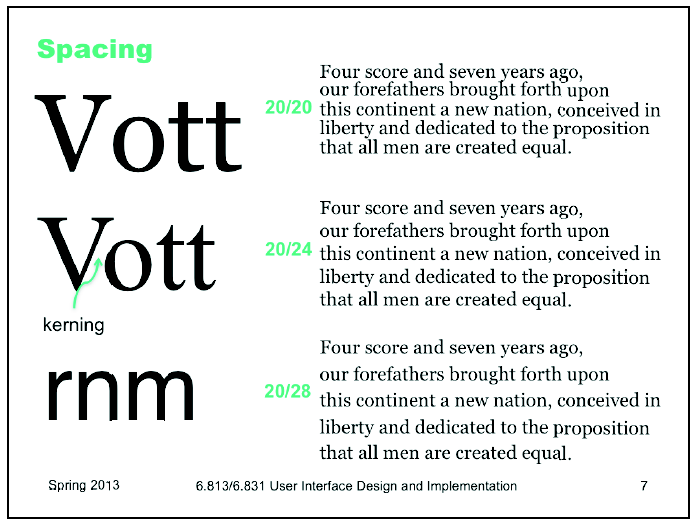 Spacing
Vott
Vott
kerning
rnm
20/20
Four score and seven years ago,
our forefathers brought forth upon
this continent a new nation, conceived in
liberty and dedicated to the proposition
that all men are created equal.
20/24
Four score and seven years ago,
our forefathers brought forth upon
this continent a new nation, conceived in
liberty and dedicated to the proposition
that all men are created equal.
20/28
Four score and seven years ago,
our forefathers brought forth upon
this continent a new nation, conceived in
liberty and dedicated to the proposition
that all men are created equal.
Spring 2013
6.813/6.831 User Interface Design and Implementation
7